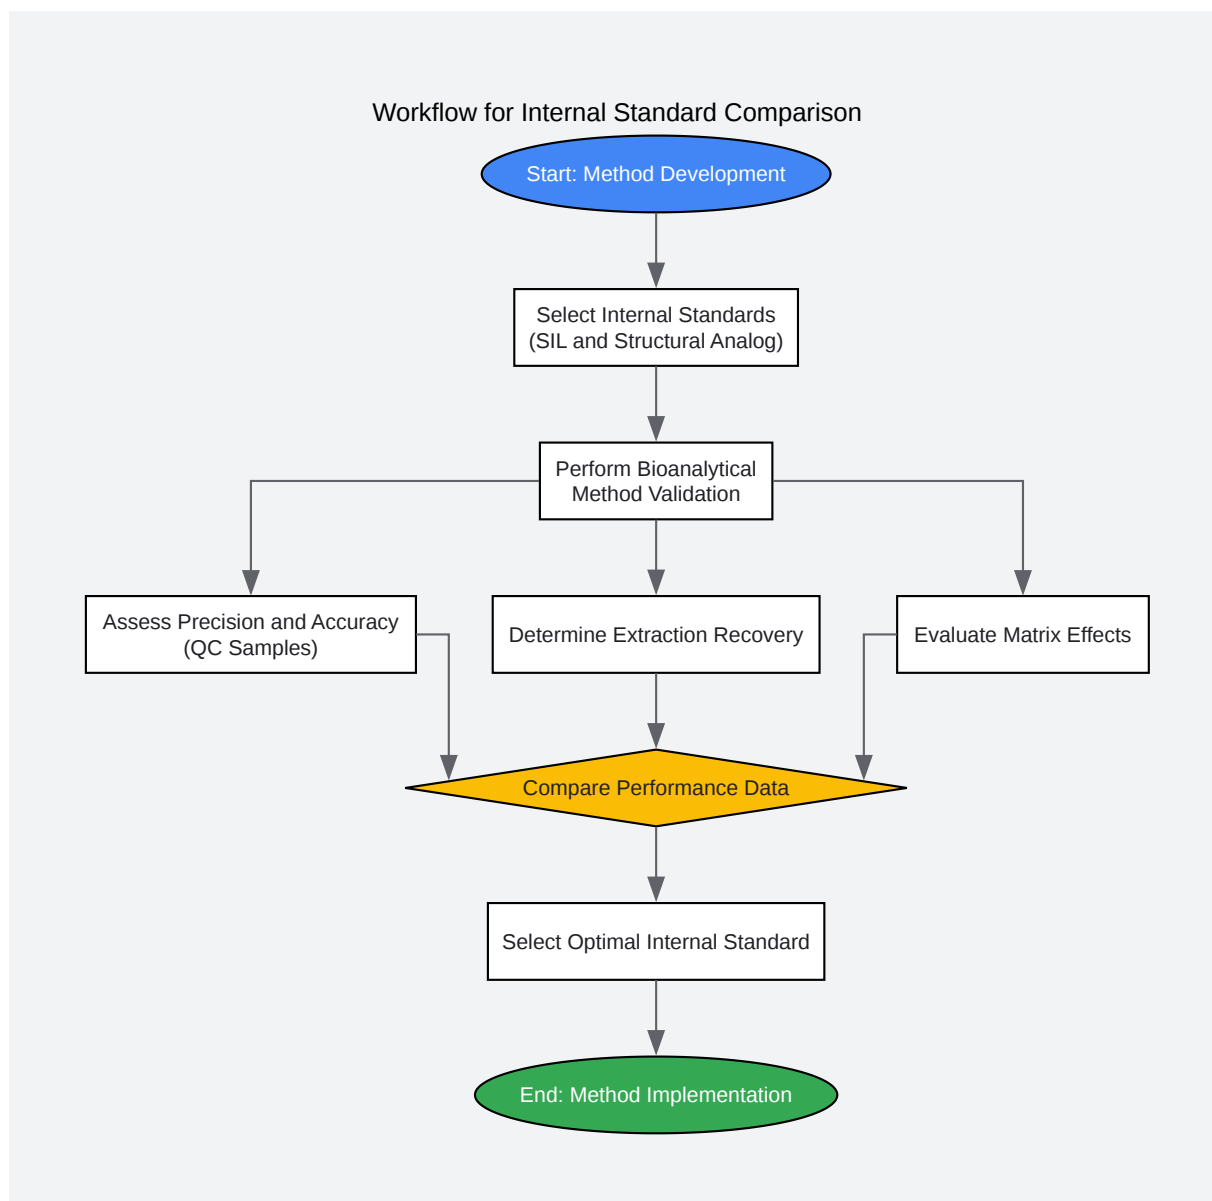 Workflow for Internal Standard Comparison
Start: Method Development
Select Internal Standards
(SIL and Structural Analog)
Perform Bioanalytical
Method Validation
Assess Precision and Accuracy
(QC Samples)
Determine Extraction Recovery
Evaluate Matrix Effects
Compare Performance Data
Select Optimal Internal Standard
End: Method Implementation